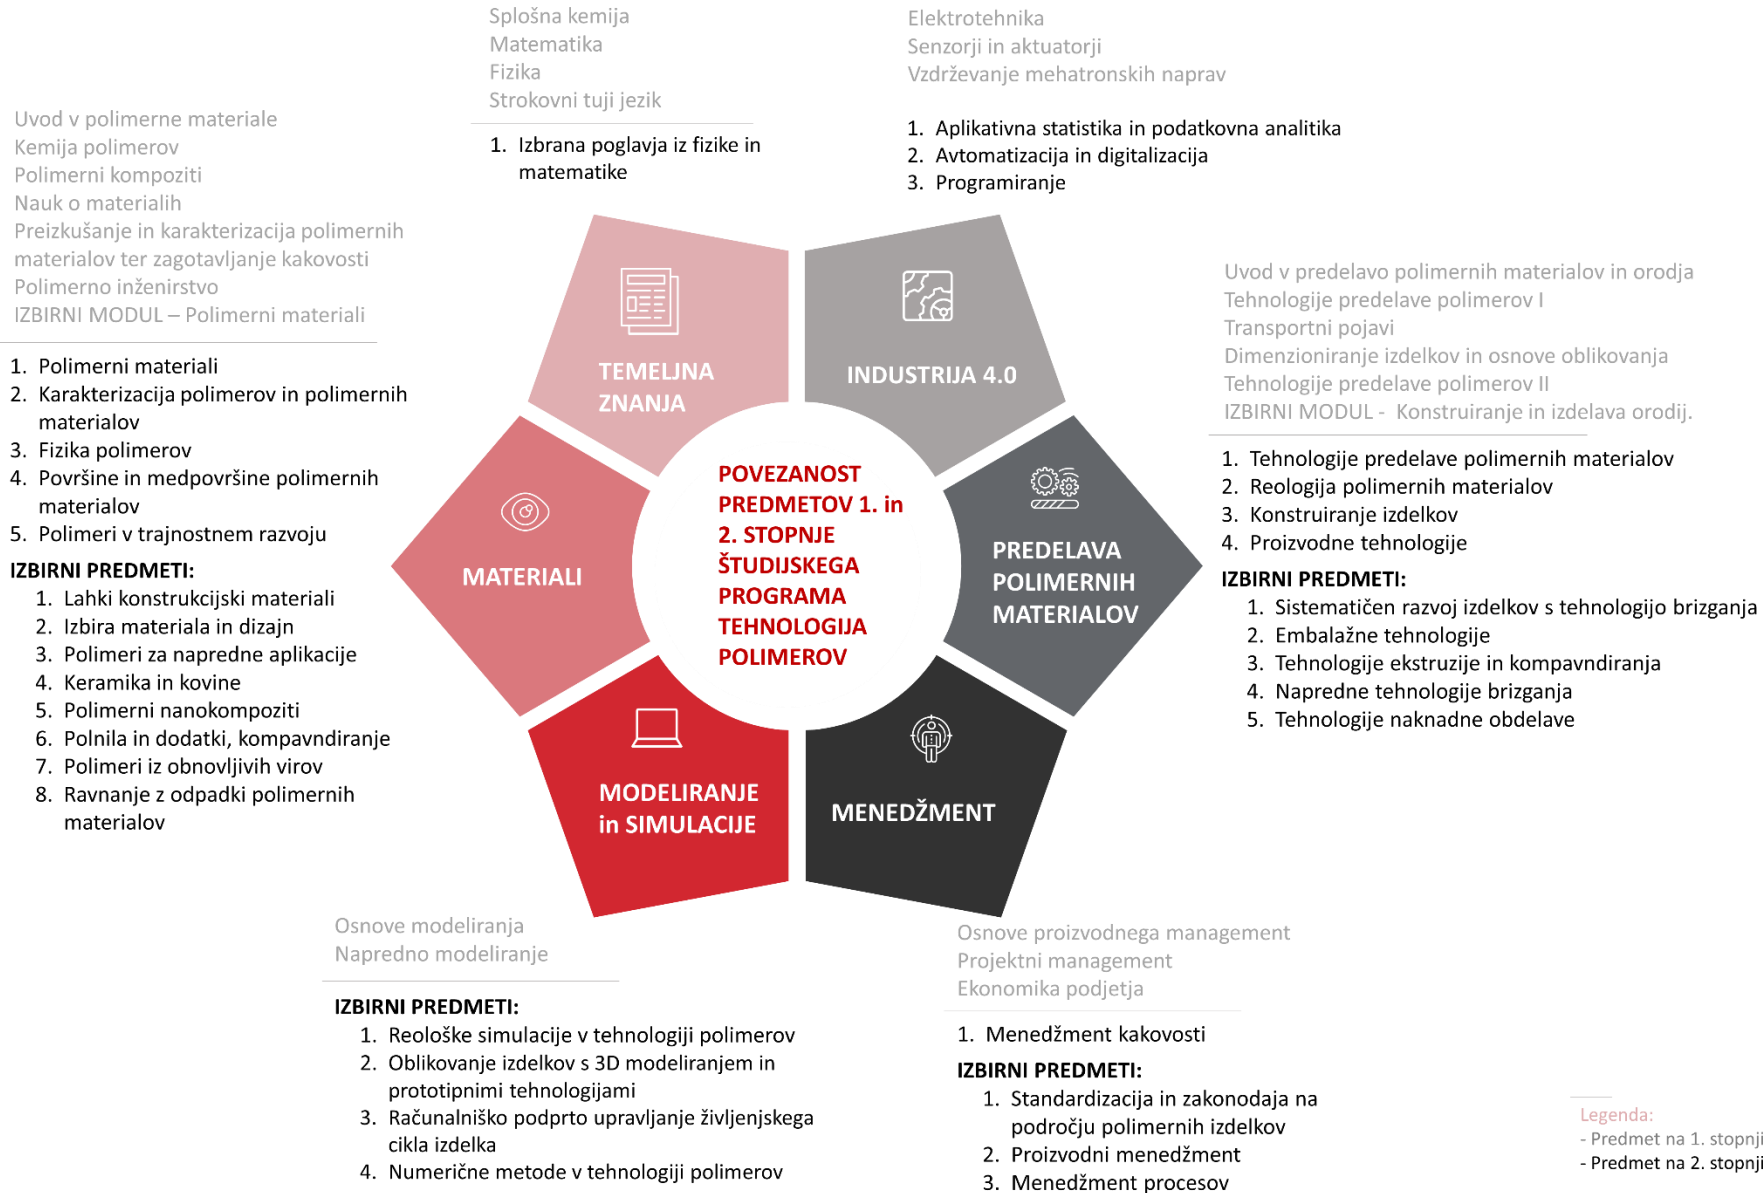 Splošna kemija
Matematika
Fizika
Strokovni tuji jezik
1. Izbrana poglavja iz fizike in
matematike
Elektrotehnika
Senzorji in aktuatorji
Vzdrževanje mehatronskih naprav
1. Aplikativna statistika in podatkovna analitika
2. Avtomatizacija in digitalizacija
3. Programiranje
Uvod v polimerne materiale
Kemija polimerov
Polimerni kompoziti
Nauk o materialih
Preizkušanje in karakterizacija polimernih
materialov ter zagotavljanje kakovosti
Polimerno inženirstvo
IZBIRNI MODUL – Polimerni materiali
1. Polimerni materiali
2. Karakterizacija polimerov in polimernih
materialov
3. Fizika polimerov
4. Površine in medpovršine polimernih
materialov
5. Polimeri v trajnostnem razvoju
IZBIRNI PREDMETI:
1. Lahki konstrukcijski materiali
2. Izbira materiala in dizajn
3. Polimeri za napredne aplikacije
4. Keramika in kovine
5. Polimerni nanokompoziti
6. Polnila in dodatki, kompavndiranje
7. Polimeri iz obnovljivih virov
8. Ravnanje z odpadki polimernih
materialov
TEMELJNA
ZNANJA
INDUSTRIJA 4.0
MATERIALI
POVEZANOST
PREDMETOV 1. in
2. STOPNJE
ŠTUDIJSKEGA
PROGRAMA
TEHNOLOGIJA
POLIMEROV
PREDELAVA
POLIMERNIH
MATERIALOV
MODELIRANJE
in SIMULACIJE
MENEDŽMENT
Uvod v predelavo polimernih materialov in orodja
Tehnologije predelave polimerov I
Transportni pojavi
Dimenzioniranje izdelkov in osnove oblikovanja
Tehnologije predelave polimerov II
IZBIRNI MODUL - Konstruiranje in izdelava orodij.
1. Tehnologije predelave polimernih materialov
2. Reologija polimernih materialov
3. Konstruiranje izdelkov
4. Proizvodne tehnologije
IZBIRNI PREDMETI:
1. Sistematičen razvoj izdelkov s tehnologijo brizganja
2. Embalažne tehnologije
3. Tehnologije ekstruzije in kompavndiranja
4. Napredne tehnologije brizganja
5. Tehnologije naknadne obdelave
Osnove modeliranja
Napredno modeliranje
IZBIRNI PREDMETI:
1. Reološke simulacije v tehnologiji polimerov
2. Oblikovanje izdelkov s 3D modeliranjem in
prototipnimi tehnologijami
3. Računalniško podprto upravljanje življenjskega
cikla izdelka
4. Numerične metode v tehnologiji polimerov
Osnove proizvodnega management
Projektni management
Ekonomika podjetja
1. Menedžment kakovosti
IZBIRNI PREDMETI:
1. Standardizacija in zakonodaja na
področju polimernih izdelkov
2. Proizvodni menedžment
3. Menedžment procesov
Legenda:
- Predmet na 1. stopnji
- Predmet na 2. stopnji